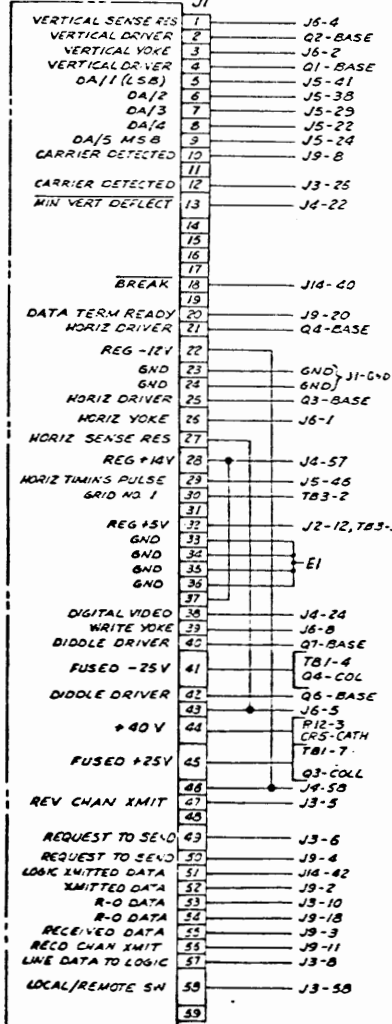 J1
VERTICAL SENSE RES 1 J6-4
VERTICAL DRIVER 2 Q2-BASE
VERTICAL YOKE 3 J6-2
VERTICAL DRIVER 4 Q1-BASE
DA/1 (LSB) 5 J5-41
DA/2 6 J5-38
DA/3 7 J5-29
DA/4 8 J5-22
DA/5 MSB 9 J5-24
CARRIER DETECTED 10 J9-8
11
CARRIER DETECTED 12 J3-25
MIN VERT DEFLECT 13 J4-22
14
15
16
17
BREAK 18 J14-40
19
DATA TERM READY 20 J9-20
HORIZ DRIVER 21 Q4-BASE
REG -12V 22
GND 23 GND
GND 24 GND } J1-GND
HORIZ DRIVER 25 Q3-BASE
HORIZ YOKE 26 J6-1
HORIZ SENSE RES 27
REG +14V 28 J4-57
HORIZ TIMING PULSE 29 J5-46
GRID NO. 1 30 TB3-2
31
REG +5V 32 J2-12, TB3-
GND 33
GND 34
GND 35 E1
GND 36
37
DIGITAL VIDEO 38 J4-24
WRITE YOKE 39 J6-8
DIDDLE DRIVER 40 Q7-BASE
FUSED -25V 41 TB1-4
Q4-COL
DIDDLE DRIVER 42 Q6-BASE
43 J6-5
+40 V 44 R12-3
CR5-CATH
FUSED +25V 45 TB1-7
Q3-COLL
46 J4-58
REV CHAN XMIT 47 J3-5
48
REQUEST TO SEND 49 J3-6
REQUEST TO SEND 50 J9-4
LOGIC XMITTED DATA 51 J14-42
XMITTED DATA 52 J9-2
R-O DATA 53 J3-10
R-O DATA 54 J9-18
RECEIVED DATA 55 J9-3
RECD CHAN XMIT 56 J9-11
LINE DATA TO LOGIC 57 J3-8
LOCAL/REMOTE SW 58 J3-58
59